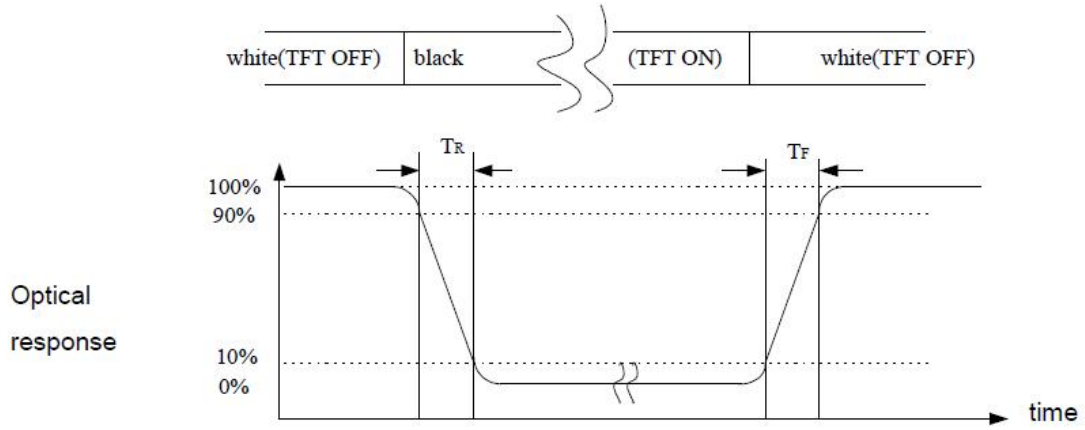 white(TFT OFF) black (TFT ON) white(TFT OFF)
TR TF
100%
90%
Optical
response
10%
0%
time